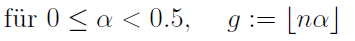 für 0 ≤ α < 0.5, g := ⌊nα⌋